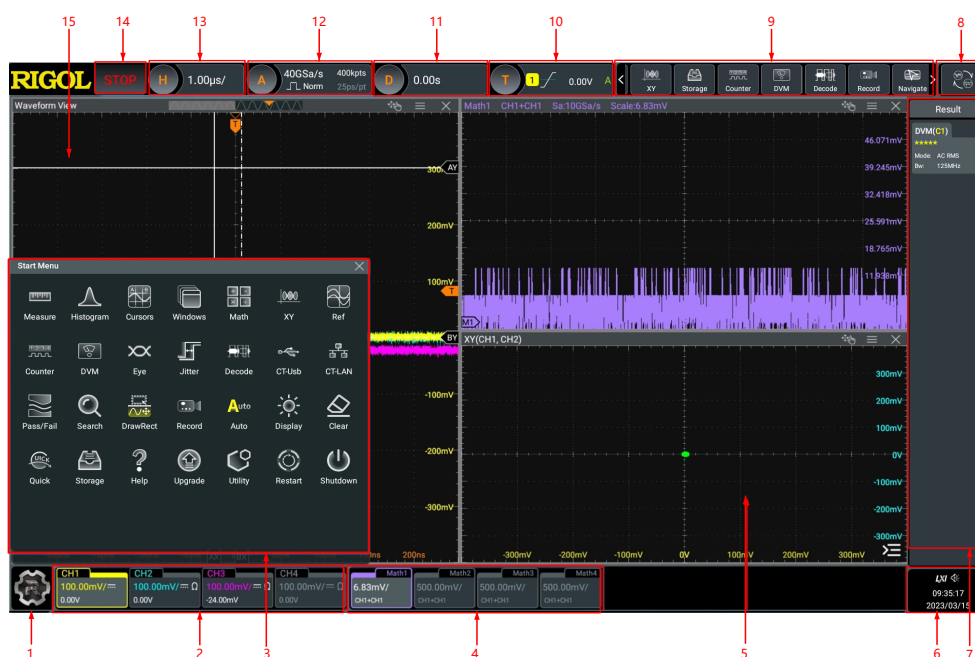 15 14 13 12 11 10 9 8
RIGOL STOP H 1.00µs/ A 40GSa/s 400kpts Norm 25ps/pt D 0.00s T 1 0.00V A XY Storage Counter DVM Decode Record Navigate
Waveform View
T
300
AY
200mV
100mV
T
BY
-100mV
-200mV
-300mV
200ns
Math1 CH1+CH1 Sa:10GSa/s Scale:6.83mV
46.071mV
39.245mV
32.418mV
25.591mV
18.765mV
11.938mV
M1
XY(CH1, CH2)
300mV
200mV
100mV
0V
-100mV
-200mV
-300mV
-300mV -200mV -100mV 0V 100mV 200mV 300mV
Result
DVM(C1)
*****
Mode: AC RMS
Bw: 125MHz
Start Menu
Measure Histogram Cursors Windows Math XY Ref
Counter DVM Eye Jitter Decode CT-Usb CT-LAN
Pass/Fail Search DrawRect Record Auto Display Clear
Quick Storage Help Upgrade Utility Restart Shutdown
CH1 CH2 CH3 CH4 Math1 Math2 Math3 Math4
100.00mV/ 100.00mV/ Ω 100.00mV/ Ω 100.00mV/ Ω 6.83mV/ 500.00mV/ 500.00mV/ 500.00mV/
0.00V 0.00V -24.00mV 0.00V CH1+CH1 CH1+CH1 CH1+CH1 CH1+CH1
LXI
09:35:17
2023/03/15
1 2 3 4 5 6 7